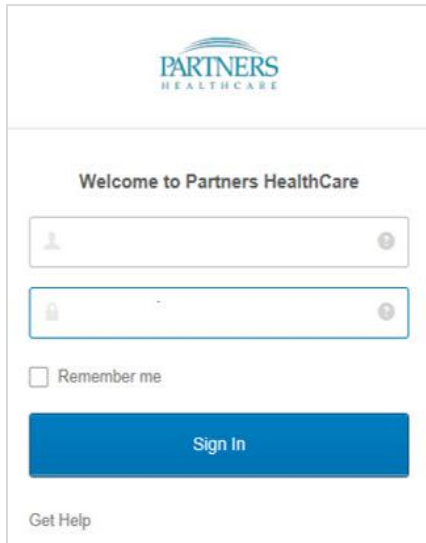 PARTNERS
HEALTHCARE
Welcome to Partners HealthCare
Remember me
Sign In
Get Help